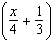 (x/4 + 1/3)